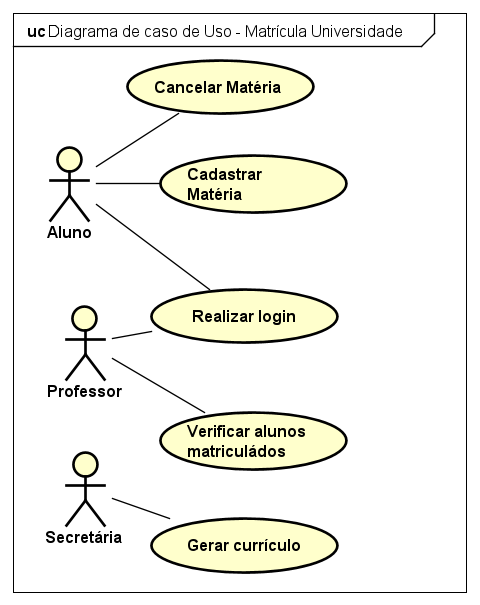 uc Diagrama de caso de Uso - Matrícula Universidade
Cancelar Matéria
Cadastrar
Matéria
Aluno
Realizar login
Professor
Verificar alunos
matriculádos
Secretária
Gerar currículo